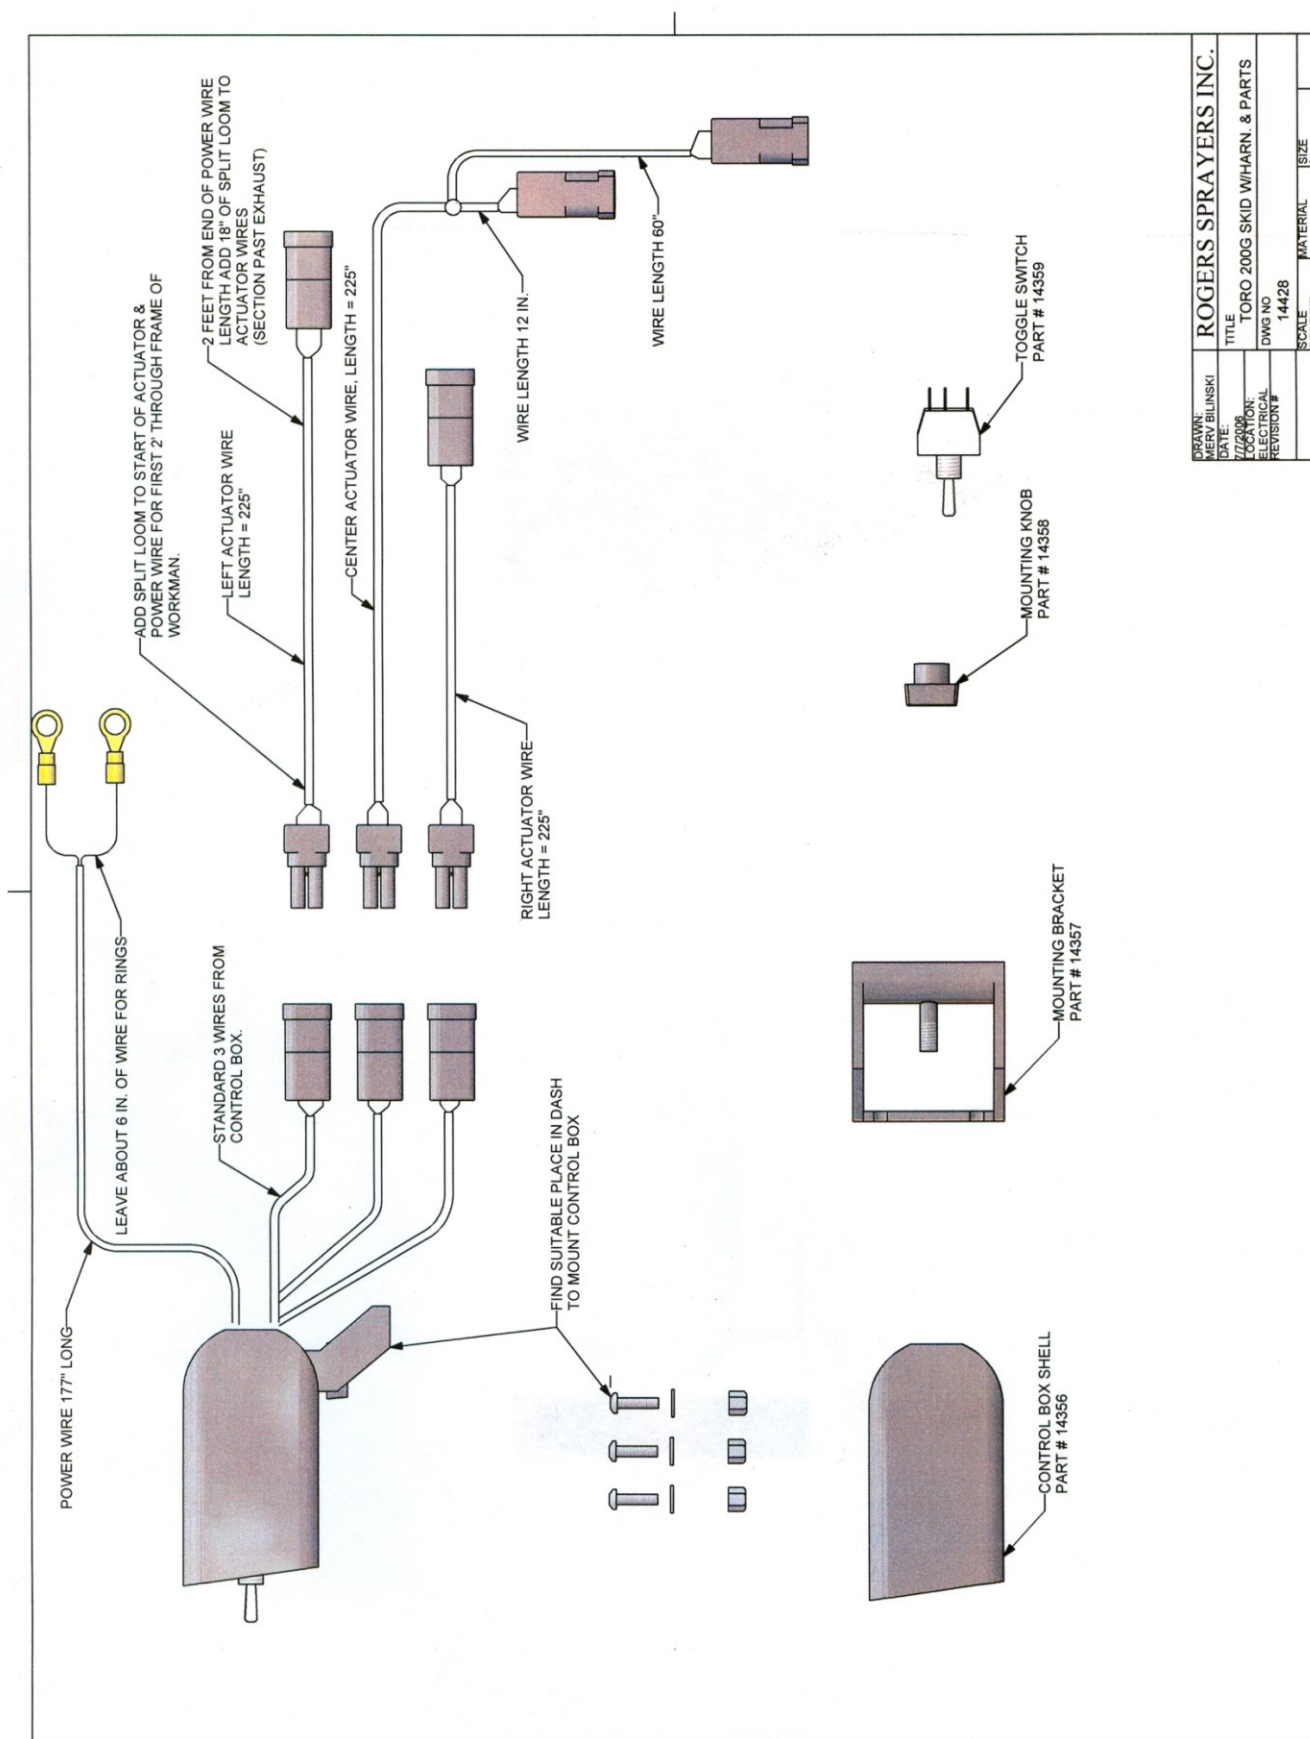 POWER WIRE 177" LONG
LEAVE ABOUT 6 IN. OF WIRE FOR RINGS
STANDARD 3 WIRES FROM
CONTROL BOX.
ADD SPLIT LOOM TO START OF ACTUATOR &
POWER WIRE FOR FIRST 2' THROUGH FRAME OF
WORKMAN.
2 FEET FROM END OF POWER WIRE
LENGTH ADD 18" OF SPLIT LOOM TO
ACTUATOR WIRES
(SECTION PAST EXHAUST)
LEFT ACTUATOR WIRE
LENGTH = 225"
CENTER ACTUATOR WIRE, LENGTH = 225"
WIRE LENGTH 12 IN.
WIRE LENGTH 60"
RIGHT ACTUATOR WIRE
LENGTH = 225"
FIND SUITABLE PLACE IN DASH
TO MOUNT CONTROL BOX
CONTROL BOX SHELL
PART # 14356
MOUNTING BRACKET
PART # 14357
MOUNTING KNOB
PART # 14358
TOGGLE SWITCH
PART # 14359
DRAWN:
MERV BILINSKI
DATE:
7/7/2006
LOCATION:
ELECTRICAL
REVISION #
ROGERS SPRAYERS INC.
TITLE
TORO 200G SKID W/HARN. & PARTS
DWG NO
14428
SCALE
MATERIAL
SIZE